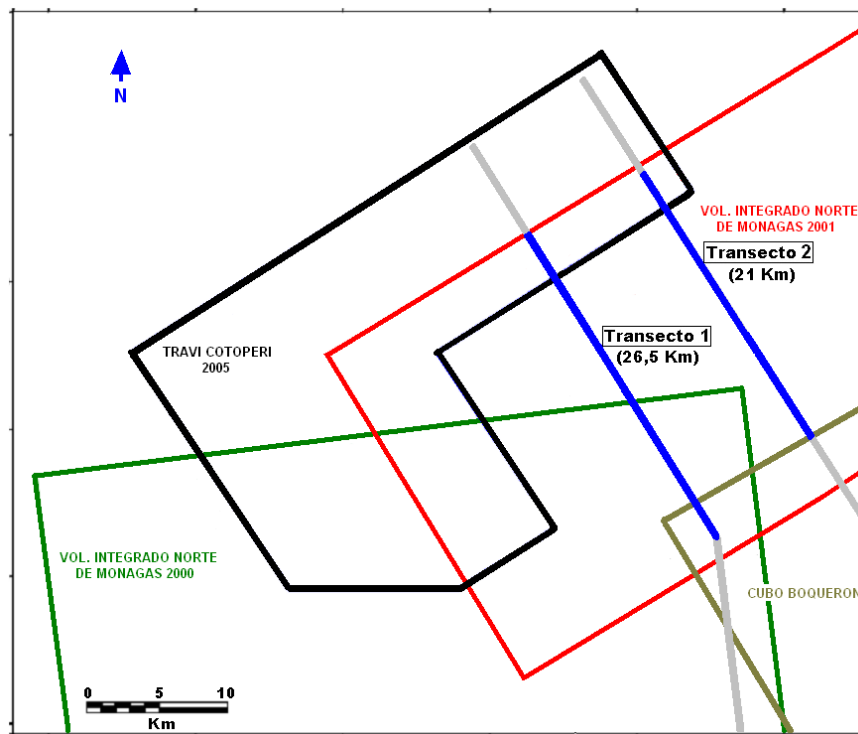 N
VOL. INTEGRADO NORTE
DE MONAGAS 2001
Transecto 2
(21 Km)
Transecto 1
(26,5 Km)
TRAVI COTOPERI
2005
VOL. INTEGRADO NORTE
DE MONAGAS 2000
CUBO BOQUERON
0 5 10
Km